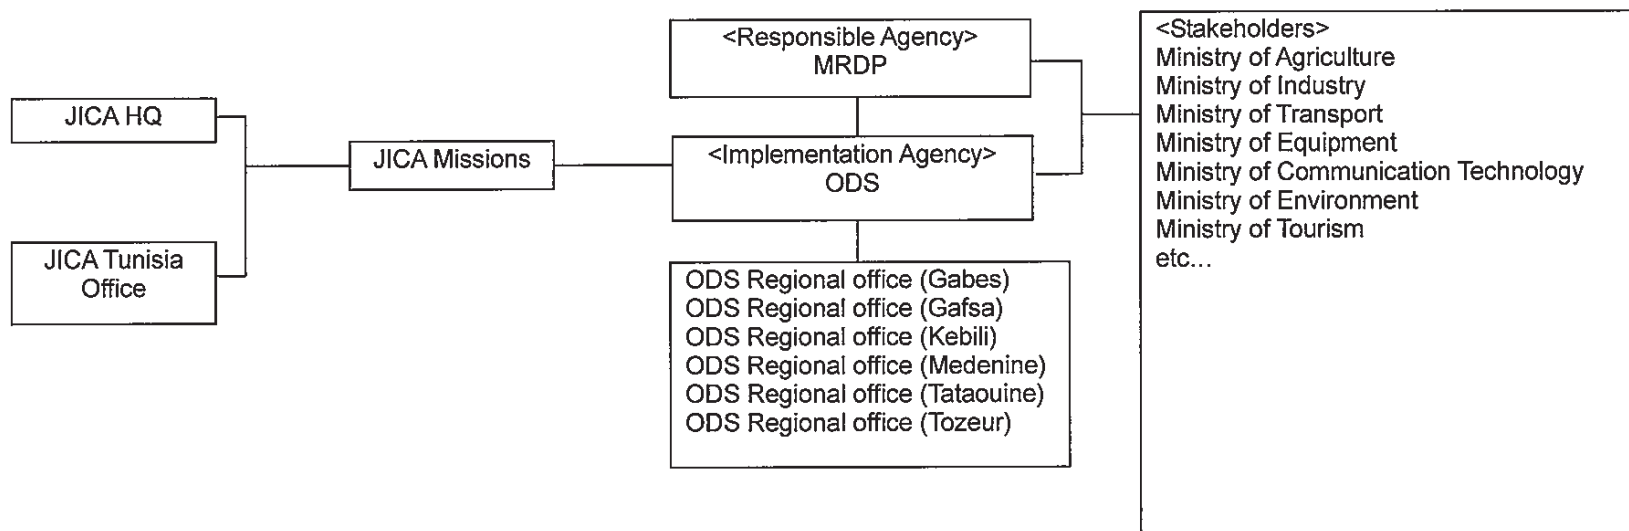 JICA HQ
JICA Tunisia
Office
JICA Missions
<Responsible Agency>
MRDP
<Implementation Agency>
ODS
ODS Regional office (Gabes)
ODS Regional office (Gafsa)
ODS Regional office (Kebili)
ODS Regional office (Medenine)
ODS Regional office (Tataouine)
ODS Regional office (Tozeur)
<Stakeholders>
Ministry of Agriculture
Ministry of Industry
Ministry of Transport
Ministry of Equipment
Ministry of Communication Technology
Ministry of Environment
Ministry of Tourism
etc…